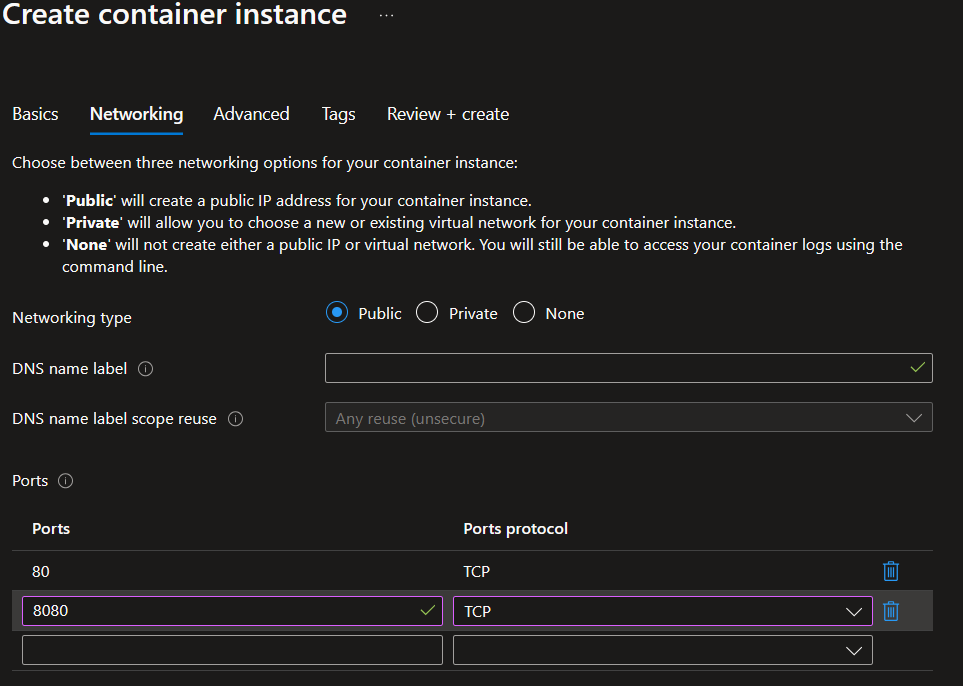 Create container instance ...
Basics Networking Advanced Tags Review + create
Choose between three networking options for your container instance:
• 'Public' will create a public IP address for your container instance.
• 'Private' will allow you to choose a new or existing virtual network for your container instance.
• 'None' will not create either a public IP or virtual network. You will still be able to access your container logs using the
command line.
Networking type Public Private None
DNS name label
DNS name label scope reuse Any reuse (unsecure)
Ports
Ports Ports protocol
80 TCP
8080 TCP